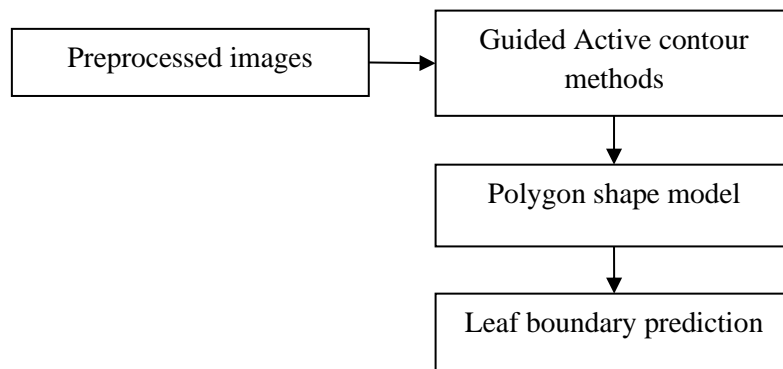 Preprocessed images
Guided Active contour
methods
Polygon shape model
Leaf boundary prediction